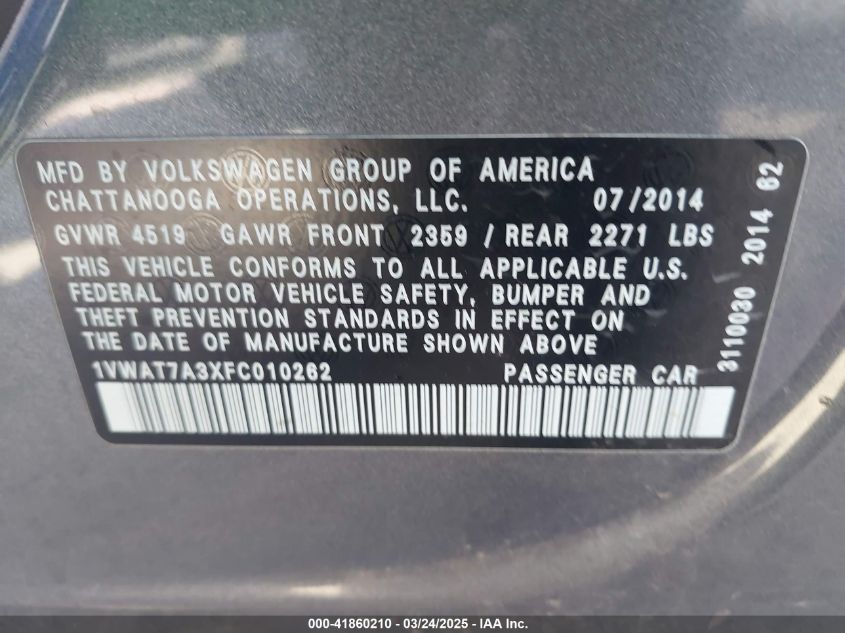 MFD BY VOLKSWAGEN GROUP OF AMERICA
CHATTANOOGA OPERATIONS, LLC. 07/2014
GVWR 4519 GAWR FRONT 2359 / REAR 2271 LBS
THIS VEHICLE CONFORMS TO ALL APPLICABLE U.S.
FEDERAL MOTOR VEHICLE SAFETY, BUMPER AND
THEFT PREVENTION STANDARDS IN EFFECT ON
THE DATE OF MANUFACTURE SHOWN ABOVE
1VWAT7A3XFC010262 PASSENGER CAR
3110030 2014 62
000-41860210 - 03/24/2025 - IAA Inc.